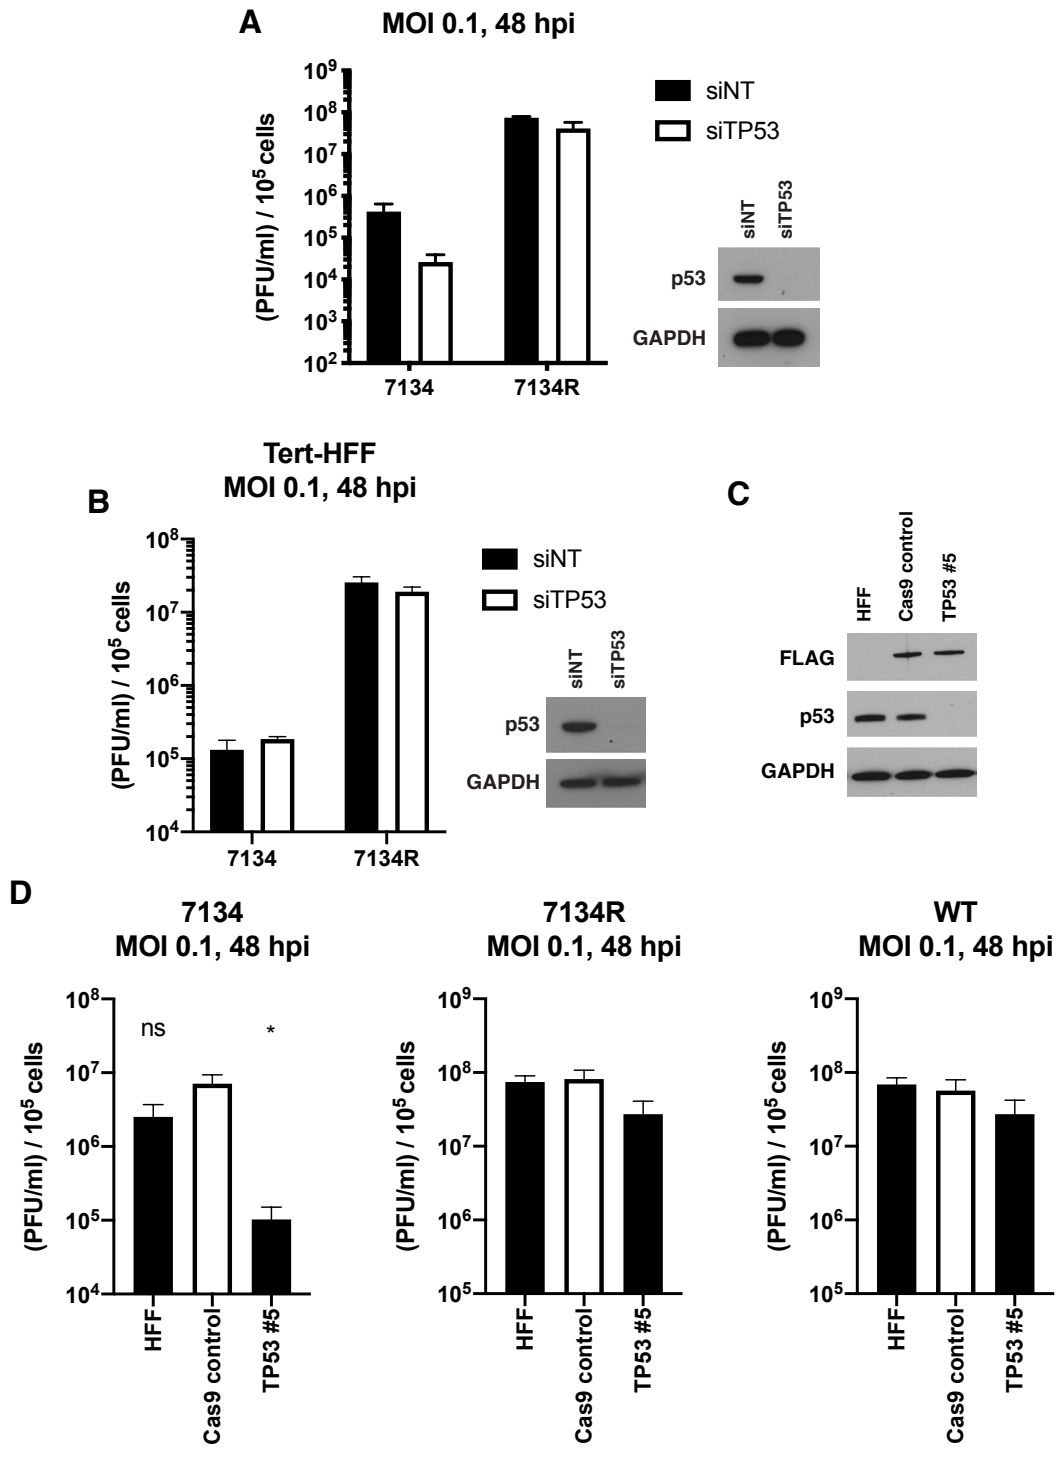 A
MOI 0.1, 48 hpi
(PFU/ml) / 10⁵ cells
10⁹
10⁸
10⁷
10⁶
10⁵
10⁴
10³
10²
7134
7134R
siNT
siTP53
siNT
siTP53
p53
GAPDH
B
Tert-HFF
MOI 0.1, 48 hpi
(PFU/ml) / 10⁵ cells
10⁸
10⁷
10⁶
10⁵
10⁴
7134
7134R
siNT
siTP53
siNT
siTP53
p53
GAPDH
C
HFF
Cas9 control
TP53 #5
FLAG
p53
GAPDH
D
7134
MOI 0.1, 48 hpi
(PFU/ml) / 10⁵ cells
10⁸
10⁷
10⁶
10⁵
10⁴
ns
*
HFF
Cas9 control
TP53 #5
7134R
MOI 0.1, 48 hpi
(PFU/ml) / 10⁵ cells
10⁹
10⁸
10⁷
10⁶
10⁵
HFF
Cas9 control
TP53 #5
WT
MOI 0.1, 48 hpi
(PFU/ml) / 10⁵ cells
10⁹
10⁸
10⁷
10⁶
10⁵
HFF
Cas9 control
TP53 #5